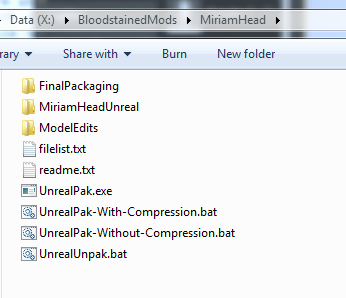 Data (X:) ▸ BloodstainedMods ▸ MiriamHead ▸
rary ▾ Share with ▾ Burn New folder
FinalPackaging
MiriamHeadUnreal
ModelEdits
filelist.txt
readme.txt
UnrealPak.exe
UnrealPak-With-Compression.bat
UnrealPak-Without-Compression.bat
UnrealUnpak.bat